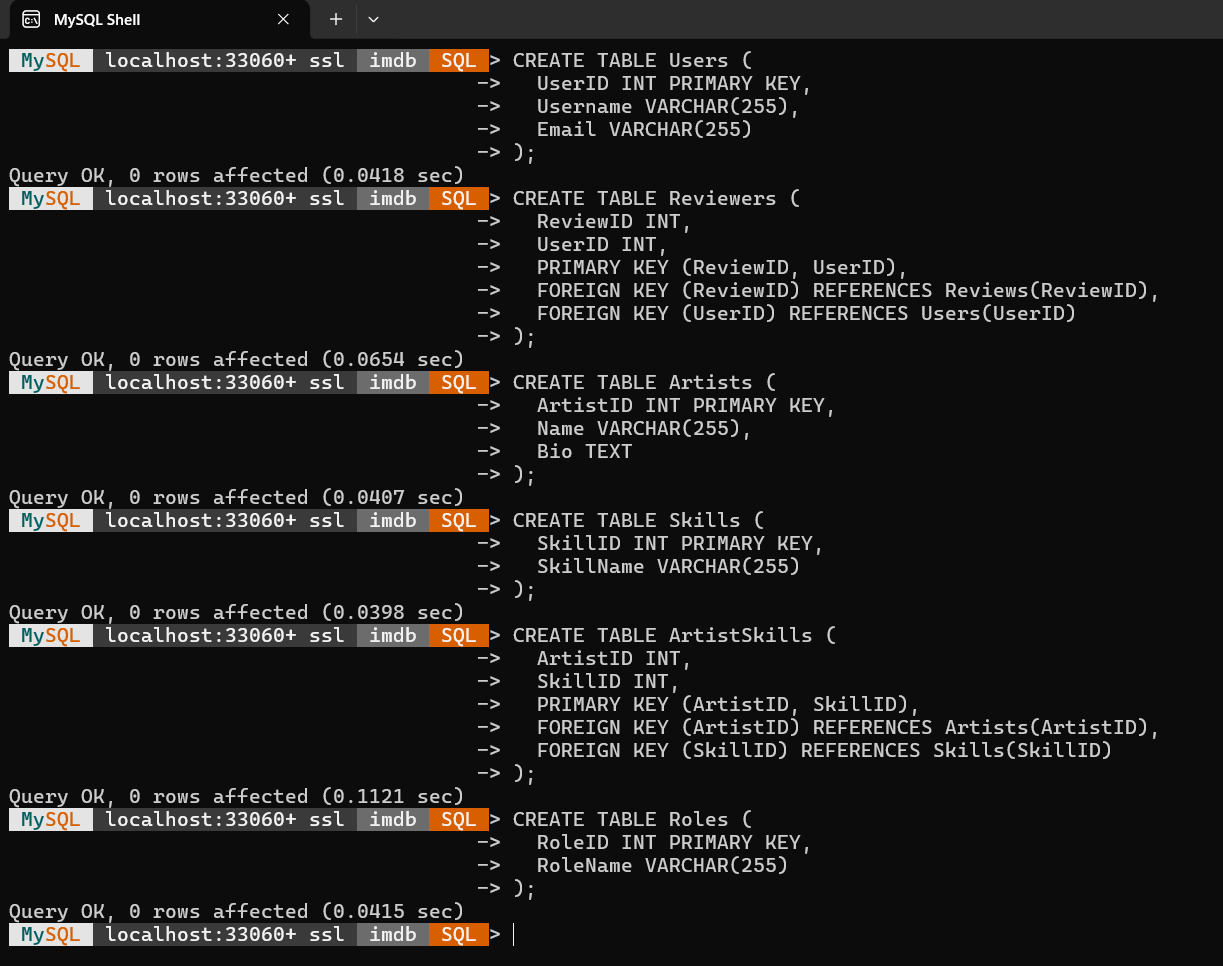 MySQL Shell
MySQL localhost:33060+ ssl imdb SQL > CREATE TABLE Users (
-> UserID INT PRIMARY KEY,
-> Username VARCHAR(255),
-> Email VARCHAR(255)
-> );
Query OK, 0 rows affected (0.0418 sec)
MySQL localhost:33060+ ssl imdb SQL > CREATE TABLE Reviewers (
-> ReviewID INT,
-> UserID INT,
-> PRIMARY KEY (ReviewID, UserID),
-> FOREIGN KEY (ReviewID) REFERENCES Reviews(ReviewID),
-> FOREIGN KEY (UserID) REFERENCES Users(UserID)
-> );
Query OK, 0 rows affected (0.0654 sec)
MySQL localhost:33060+ ssl imdb SQL > CREATE TABLE Artists (
-> ArtistID INT PRIMARY KEY,
-> Name VARCHAR(255),
-> Bio TEXT
-> );
Query OK, 0 rows affected (0.0407 sec)
MySQL localhost:33060+ ssl imdb SQL > CREATE TABLE Skills (
-> SkillID INT PRIMARY KEY,
-> SkillName VARCHAR(255)
-> );
Query OK, 0 rows affected (0.0398 sec)
MySQL localhost:33060+ ssl imdb SQL > CREATE TABLE ArtistSkills (
-> ArtistID INT,
-> SkillID INT,
-> PRIMARY KEY (ArtistID, SkillID),
-> FOREIGN KEY (ArtistID) REFERENCES Artists(ArtistID),
-> FOREIGN KEY (SkillID) REFERENCES Skills(SkillID)
-> );
Query OK, 0 rows affected (0.1121 sec)
MySQL localhost:33060+ ssl imdb SQL > CREATE TABLE Roles (
-> RoleID INT PRIMARY KEY,
-> RoleName VARCHAR(255)
-> );
Query OK, 0 rows affected (0.0415 sec)
MySQL localhost:33060+ ssl imdb SQL >